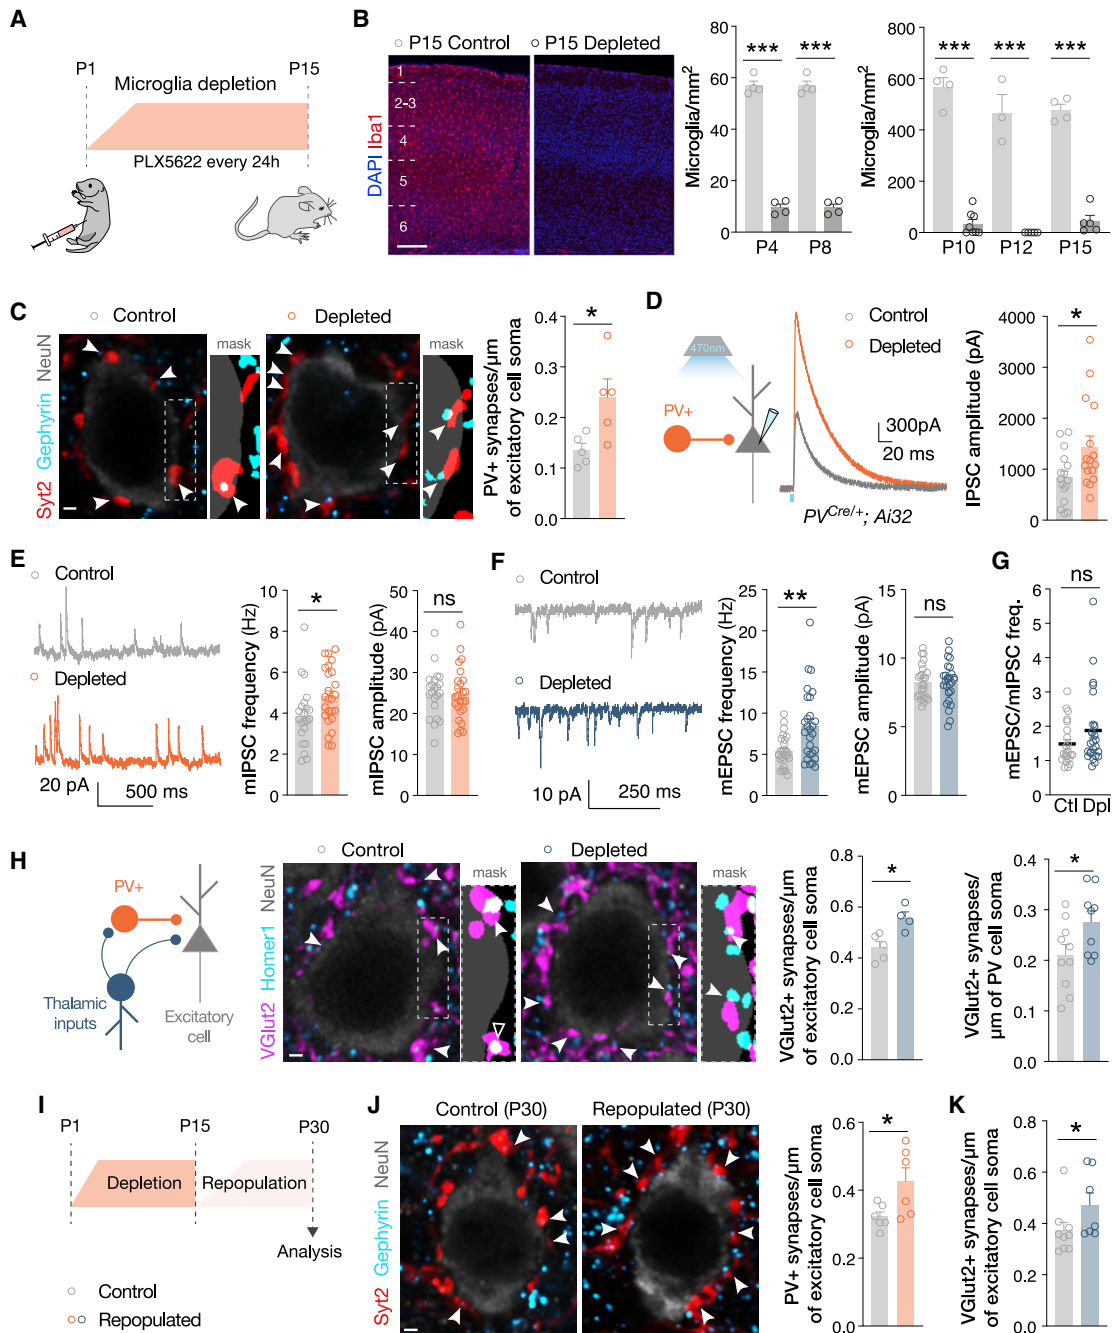 A
P1
P15
Microglia depletion
PLX5622 every 24h
B
P15 Control
P15 Depleted
DAPI Iba1
1
2-3
4
5
6
Microglia/mm²
80
60
40
20
0
***
***
P4
P8
Microglia/mm²
800
600
400
200
0
***
***
***
P10
P12
P15
C
Control
Depleted
Syt2 Gephyrin NeuN
mask
mask
PV+ synapses/µm
of excitatory cell soma
0.4
0.3
0.2
0.1
0.0
*
D
470nm
PV+
Control
Depleted
300pA
20 ms
PV^Cre/+; Ai32
IPSC amplitude (pA)
4000
3000
2000
1000
0
*
E
Control
Depleted
20 pA
500 ms
mIPSC frequency (Hz)
10
8
6
4
2
0
*
mIPSC amplitude (pA)
50
40
30
20
10
0
ns
F
Control
Depleted
10 pA
250 ms
mEPSC frequency (Hz)
25
20
15
10
5
0
**
mEPSC amplitude (pA)
15
10
5
0
ns
G
mEPSC/mIPSC freq.
6
5
4
3
2
1
0
ns
Ctl Dpl
H
PV+
Thalamic
inputs
Excitatory
cell
Control
Depleted
VGlut2 Homer1 NeuN
mask
mask
VGlut2+ synapses/µm
of excitatory cell soma
0.8
0.6
0.4
0.2
0.0
*
VGlut2+ synapses/
µm of PV cell soma
0.4
0.3
0.2
0.1
0.0
*
I
P1
P15
P30
Depletion
Repopulation
Analysis
Control
Repopulated
J
Control (P30)
Repopulated (P30)
Syt2 Gephyrin NeuN
PV+ synapses/µm
of excitatory cell soma
0.6
0.4
0.2
0.0
*
K
VGlut2+ synapses/µm
of excitatory cell soma
0.8
0.6
0.4
0.2
0.0
*